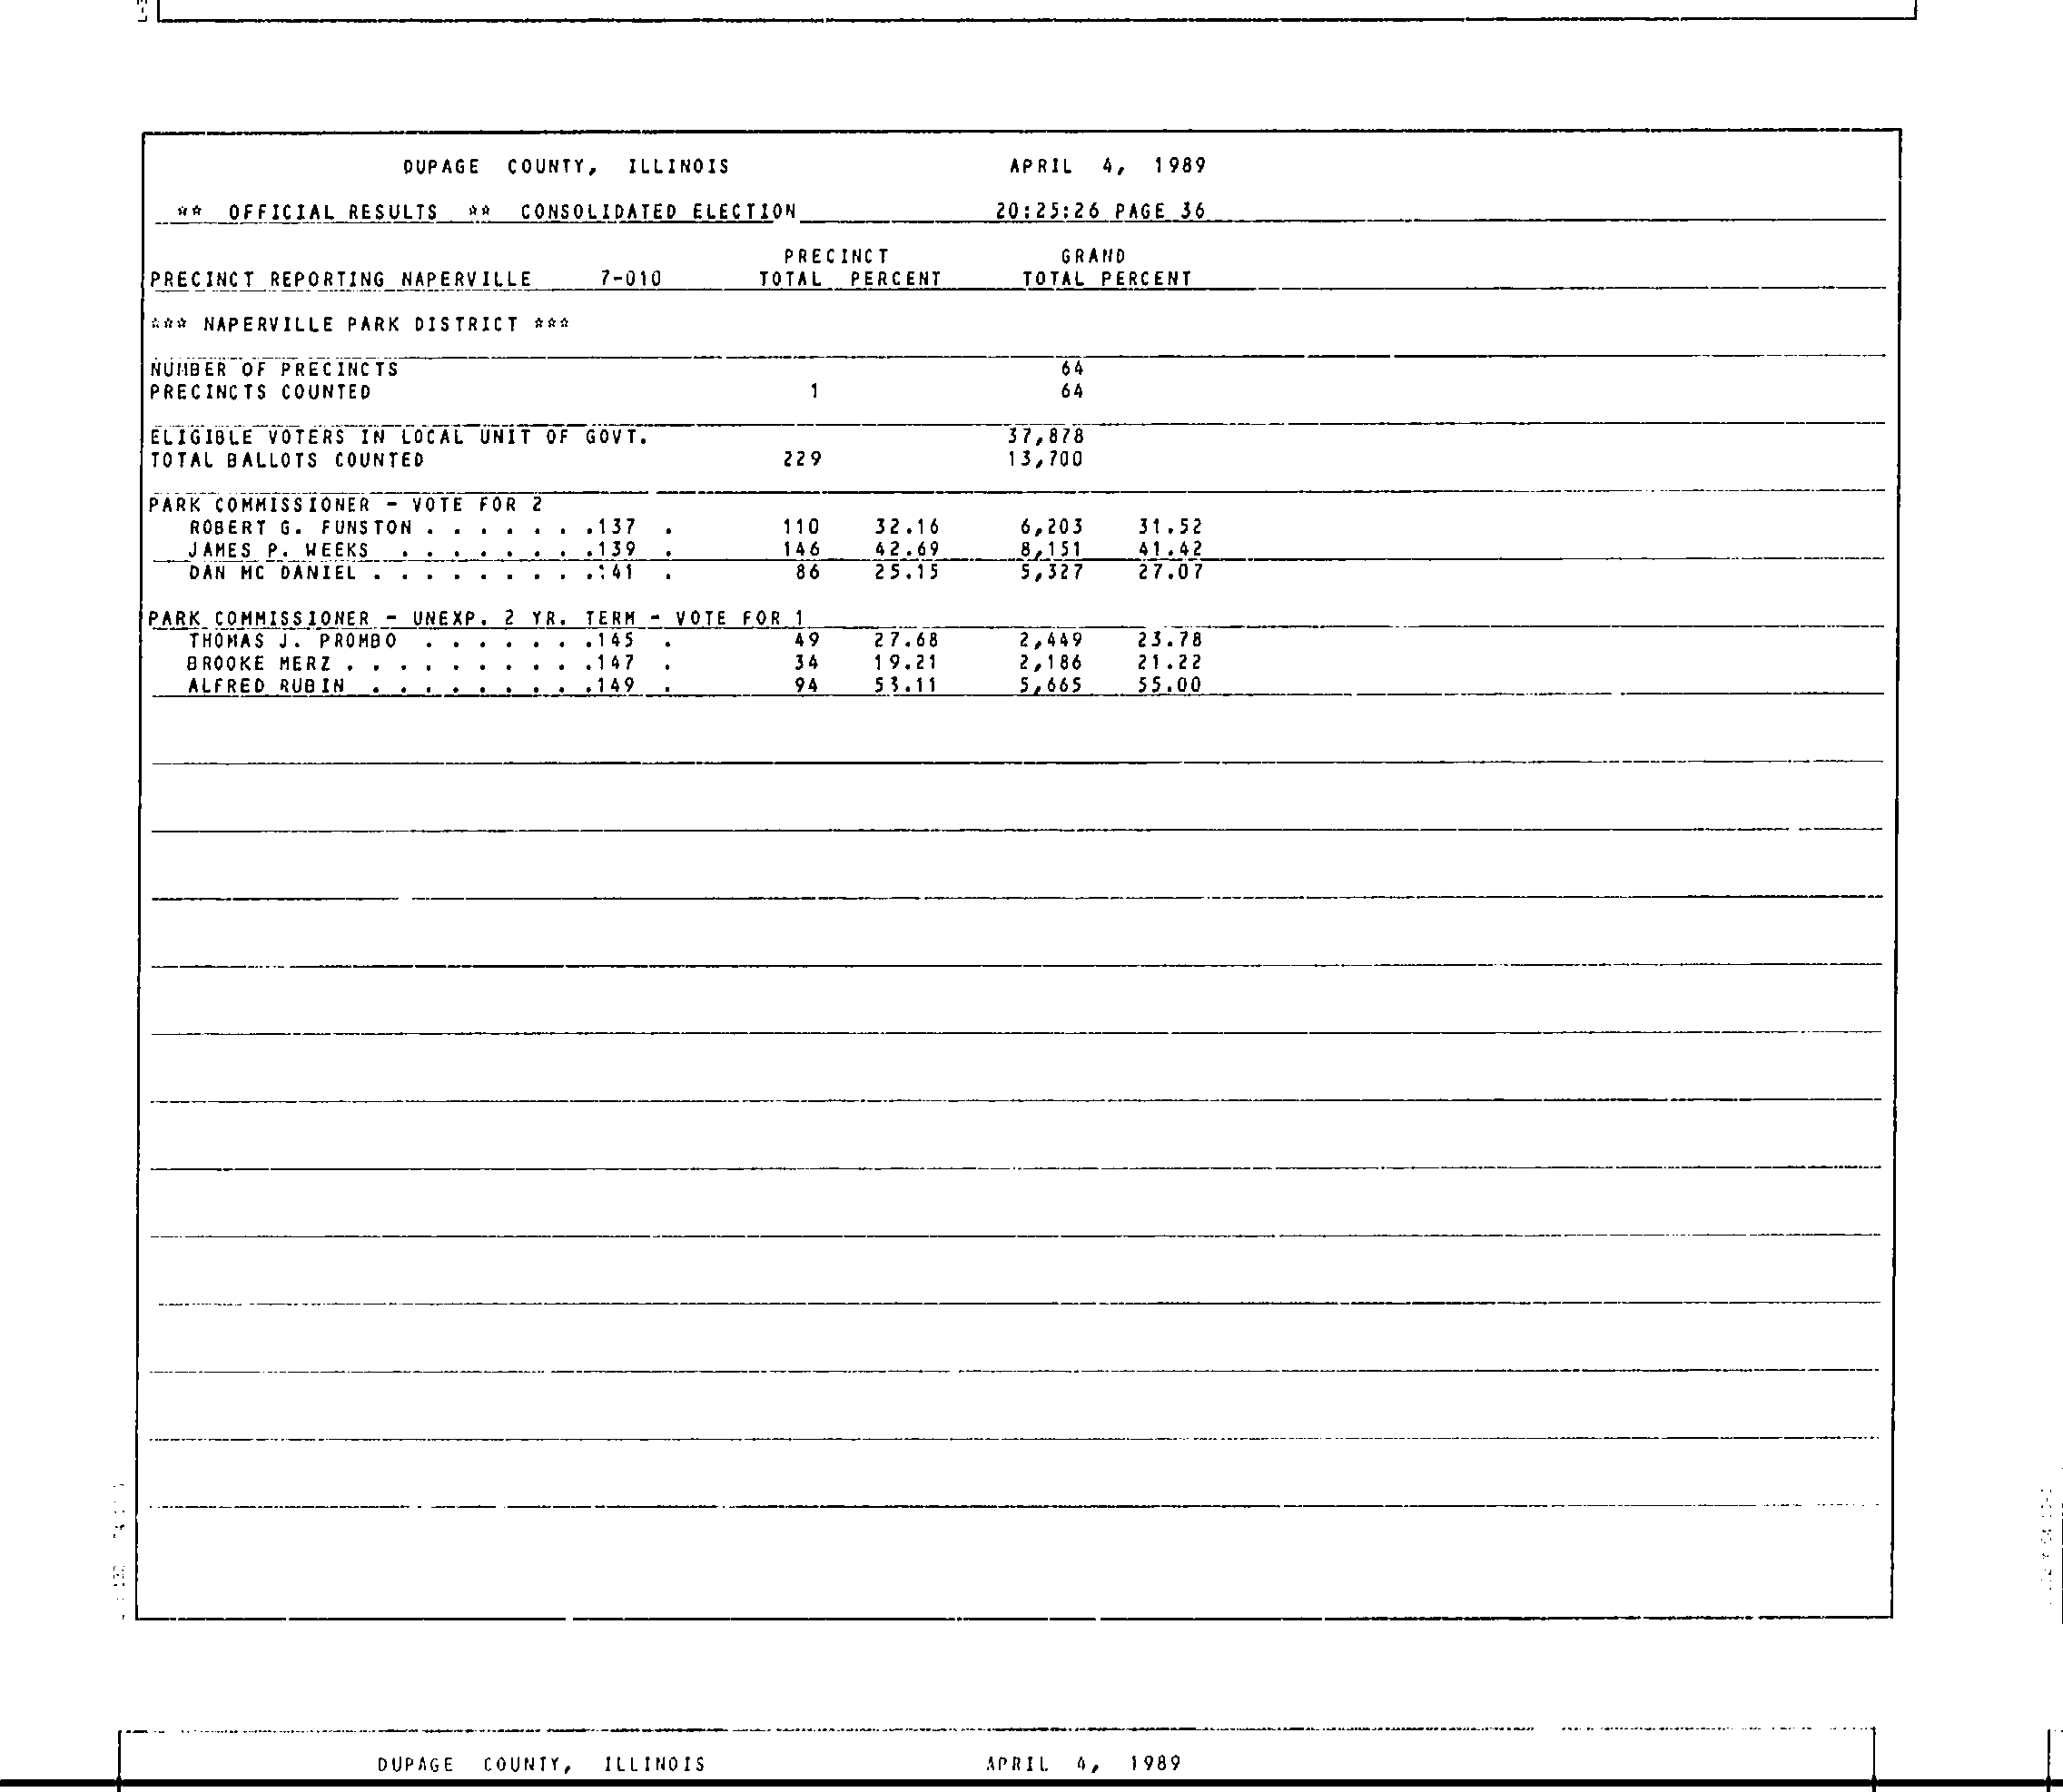 DUPAGE COUNTY, ILLINOIS APRIL 4, 1989
** OFFICIAL RESULTS ** CONSOLIDATED ELECTION 20:25:26 PAGE 36
PRECINCT GRAND
PRECINCT REPORTING NAPERVILLE 7-010 TOTAL PERCENT TOTAL PERCENT
*** NAPERVILLE PARK DISTRICT ***
NUMBER OF PRECINCTS 64
PRECINCTS COUNTED 1 64
ELIGIBLE VOTERS IN LOCAL UNIT OF GOVT. 37,878
TOTAL BALLOTS COUNTED 229 13,700
PARK COMMISSIONER - VOTE FOR 2
ROBERT G. FUNSTON . . . . . . .137 . 110 32.16 6,203 31.52
JAMES P. WEEKS . . . . . . . .139 . 146 42.69 8,151 41.42
DAN MC DANIEL . . . . . . . . .141 . 86 25.15 5,327 27.07
PARK COMMISSIONER - UNEXP. 2 YR. TERM - VOTE FOR 1
THOMAS J. PROMBO . . . . . . .145 . 49 27.68 2,449 23.78
BROOKE MERZ . . . . . . . . . .147 . 34 19.21 2,186 21.22
ALFRED RUBIN . . . . . . . . .149 . 94 53.11 5,665 55.00
DUPAGE COUNTY, ILLINOIS APRIL 4, 1989